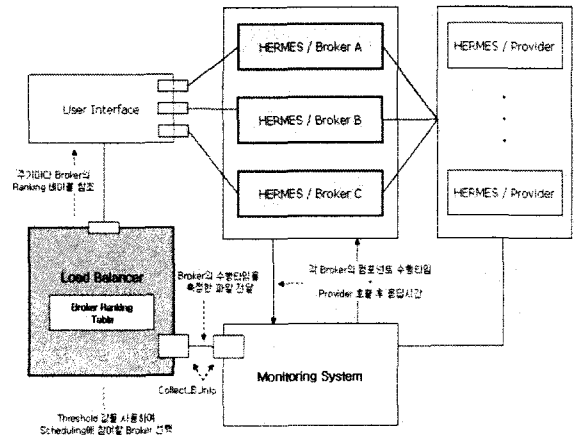 HERMES / Broker A
HERMES / Provider
User Interface
HERMES / Broker B
HERMES / Broker C
HERMES / Provider
주기마다 Broker의
Ranking 테이블 참조
Load Balancer
Broker Ranking
Table
Broker의 수행타임을
측정한 파일 전달
각 Broker의 컴포넌트 수행타임
+
Provider 호출 후 응답시간
Collect_B_Info
Monitoring System
Threshold 값를 사용하여
Scheduling에 참여할 Broker 선택